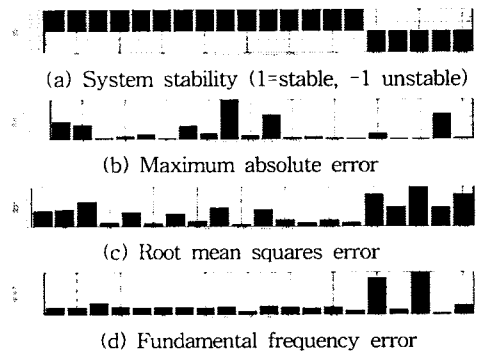 (a) System stability (1=stable, -1 unstable)
(b) Maximum absolute error
(c) Root mean squares error
(d) Fundamental frequency error